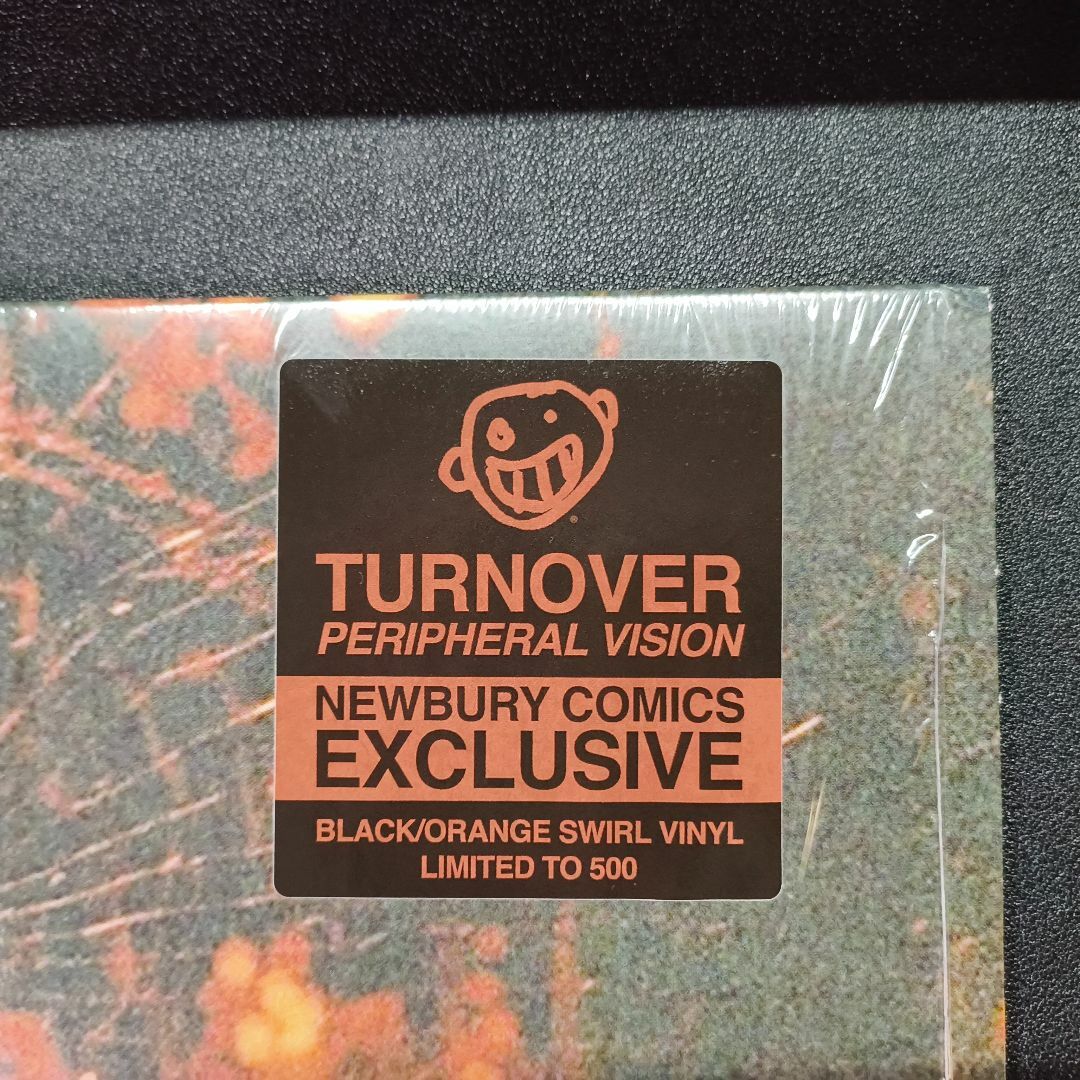 TURNOVER
PERIPHERAL VISION
NEWBURY COMICS
EXCLUSIVE
BLACK/ORANGE SWIRL VINYL
LIMITED TO 500